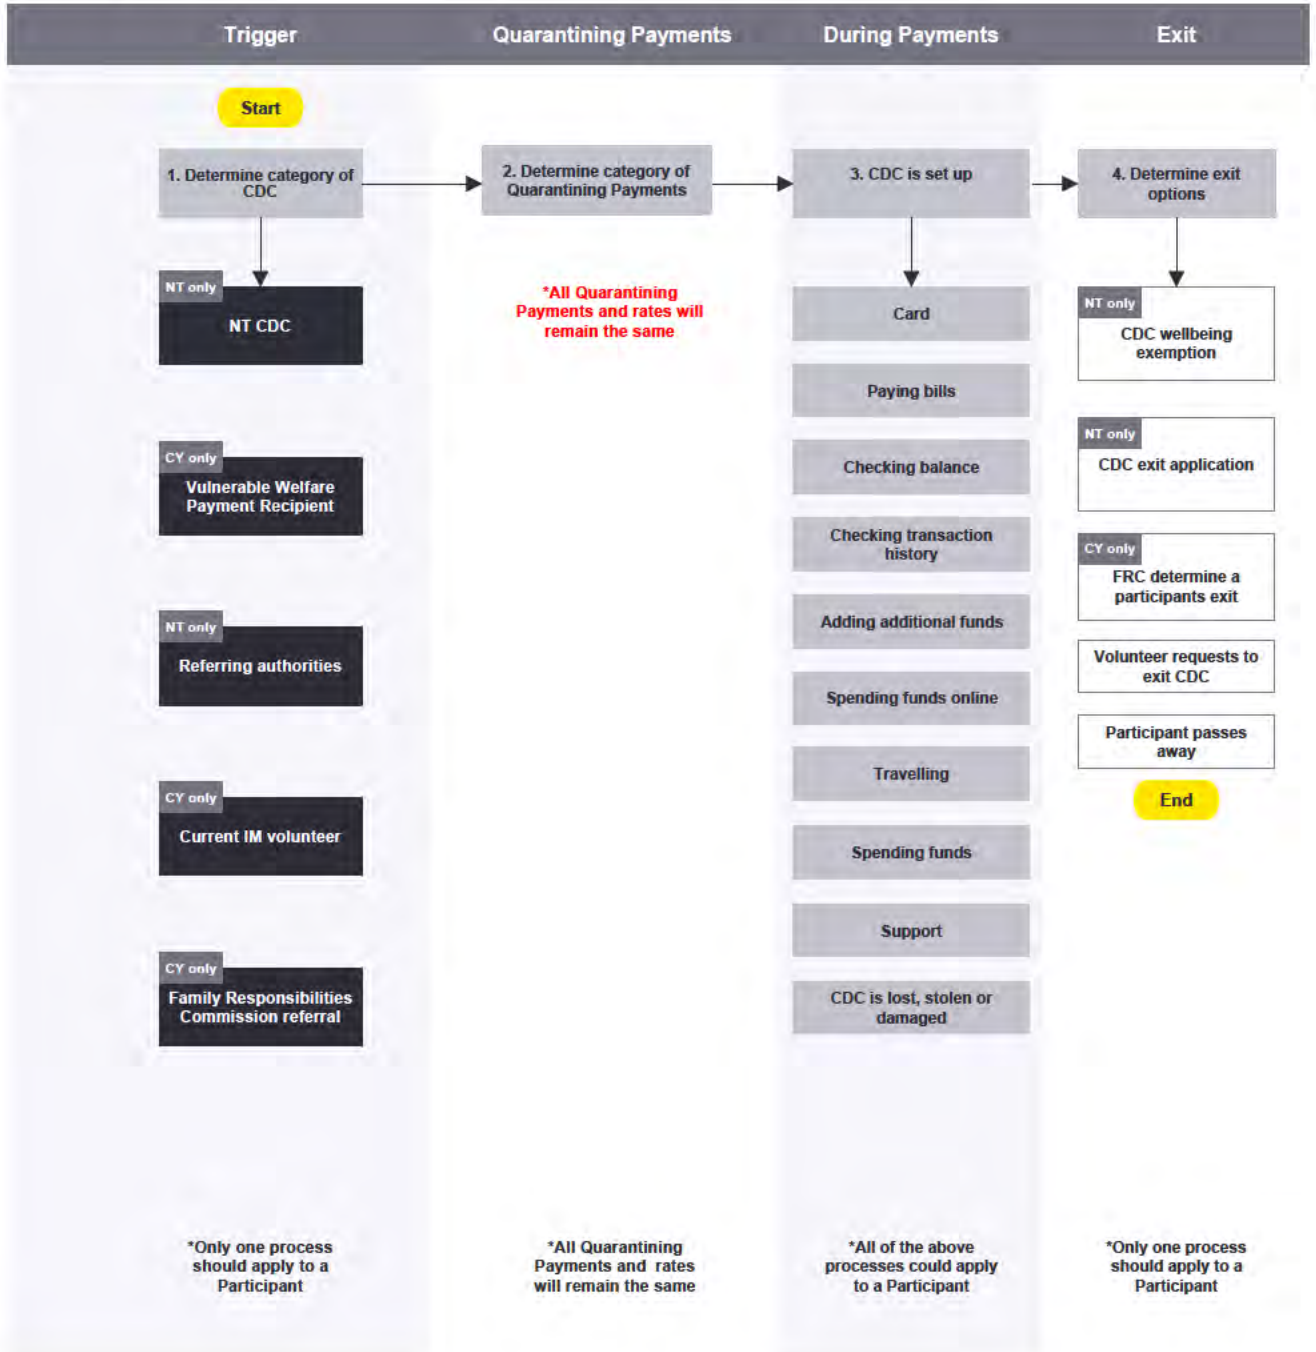 Trigger
Quarantining Payments
During Payments
Exit
Start
1. Determine category of
CDC
2. Determine category of
Quarantining Payments
3. CDC is set up
4. Determine exit
options
NT only
NT CDC
CY only
Vulnerable Welfare
Payment Recipient
NT only
Referring authorities
CY only
Current IM volunteer
CY only
Family Responsibilities
Commission referral
*All Quarantining
Payments and rates will
remain the same
Card
Paying bills
Checking balance
Checking transaction
history
Adding additional funds
Spending funds online
Travelling
Spending funds
Support
CDC is lost, stolen or
damaged
NT only
CDC wellbeing
exemption
NT only
CDC exit application
CY only
FRC determine a
participants exit
Volunteer requests to
exit CDC
Participant passes
away
End
*Only one process
should apply to a
Participant
*All Quarantining
Payments and rates
will remain the same
*All of the above
processes could apply
to a Participant
*Only one process
should apply to a
Participant